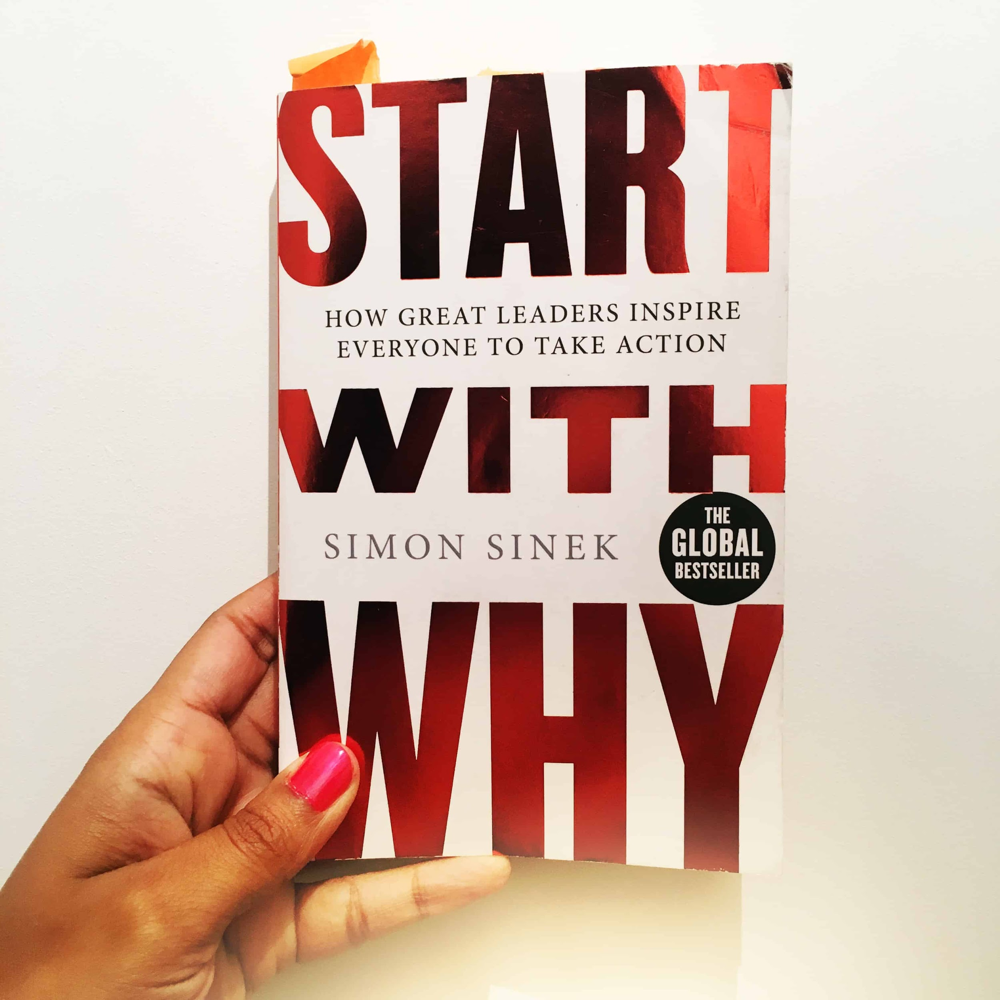 START
HOW GREAT LEADERS INSPIRE
EVERYONE TO TAKE ACTION
WITH
SIMON SINEK
THE
GLOBAL
BESTSELLER
WHY